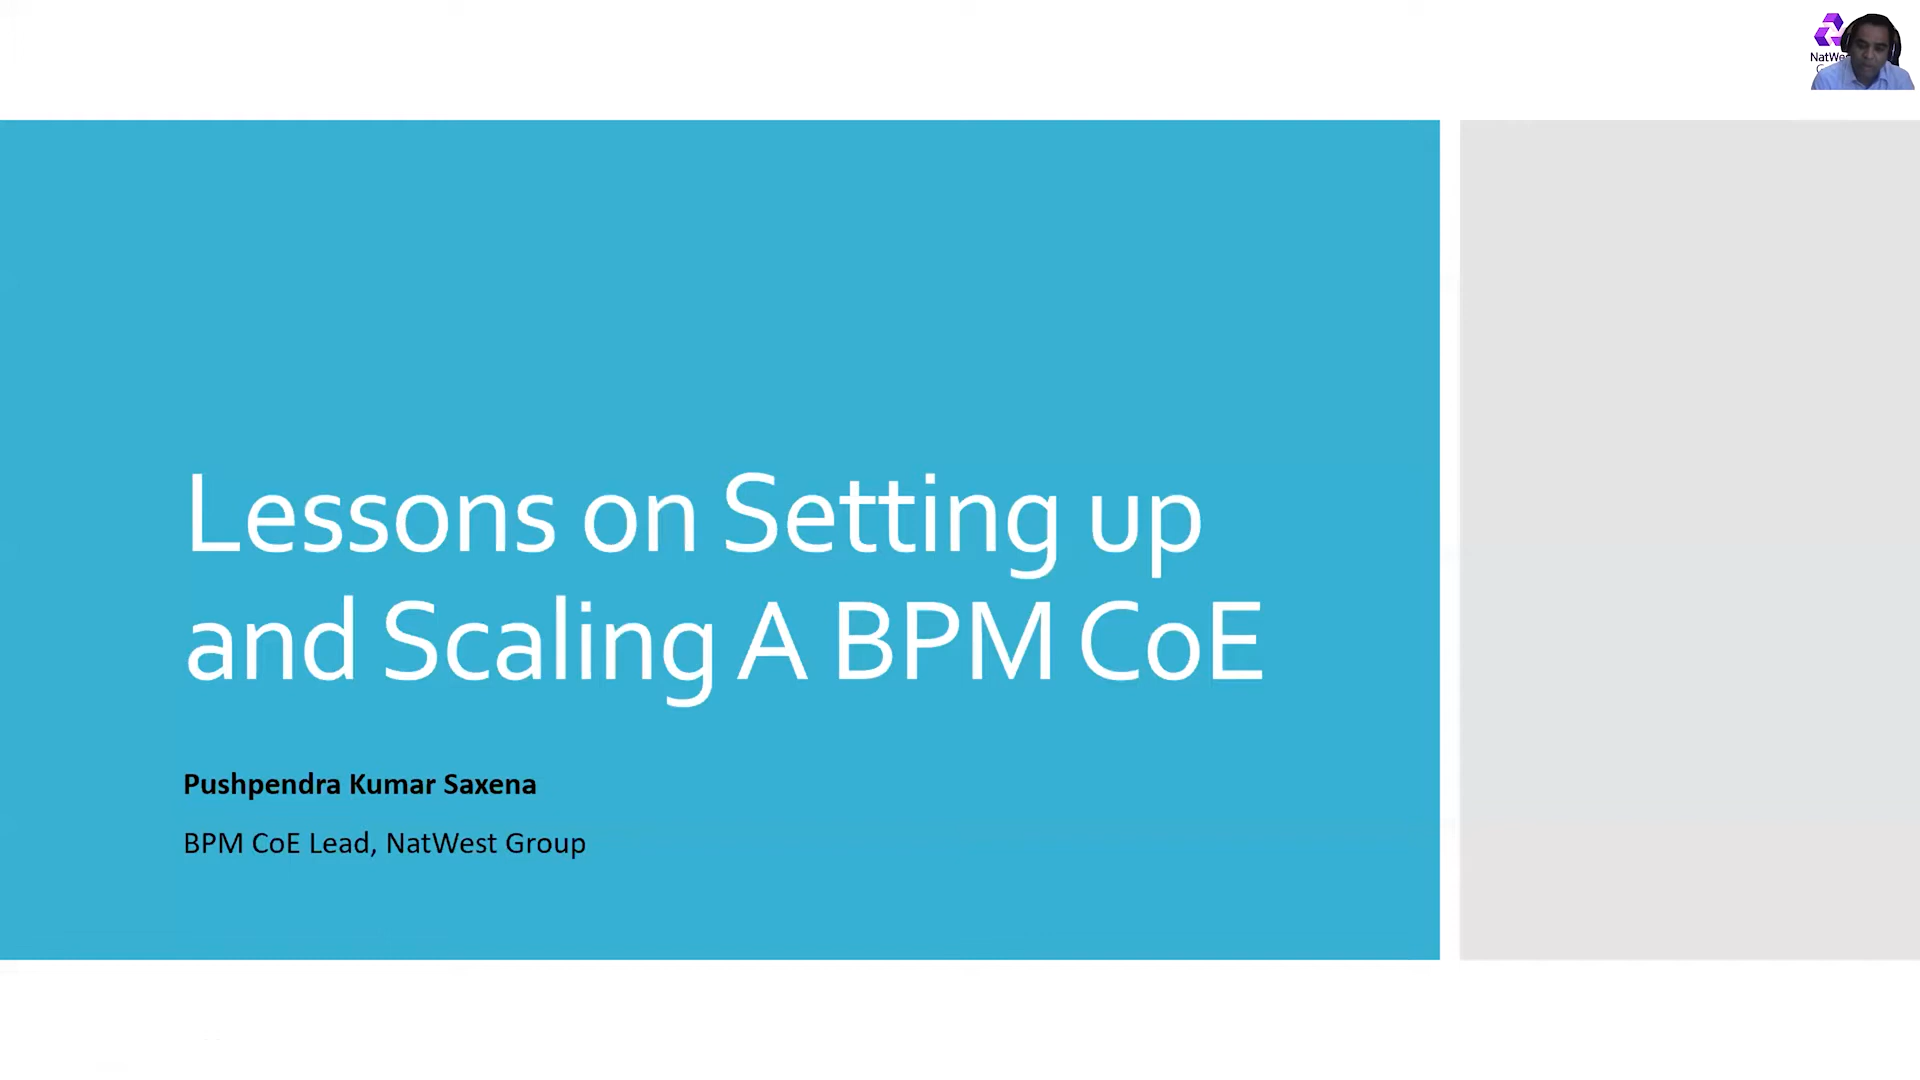 Lessons on Setting up
and Scaling A BPM CoE
Pushpendra Kumar Saxena
BPM CoE Lead, NatWest Group